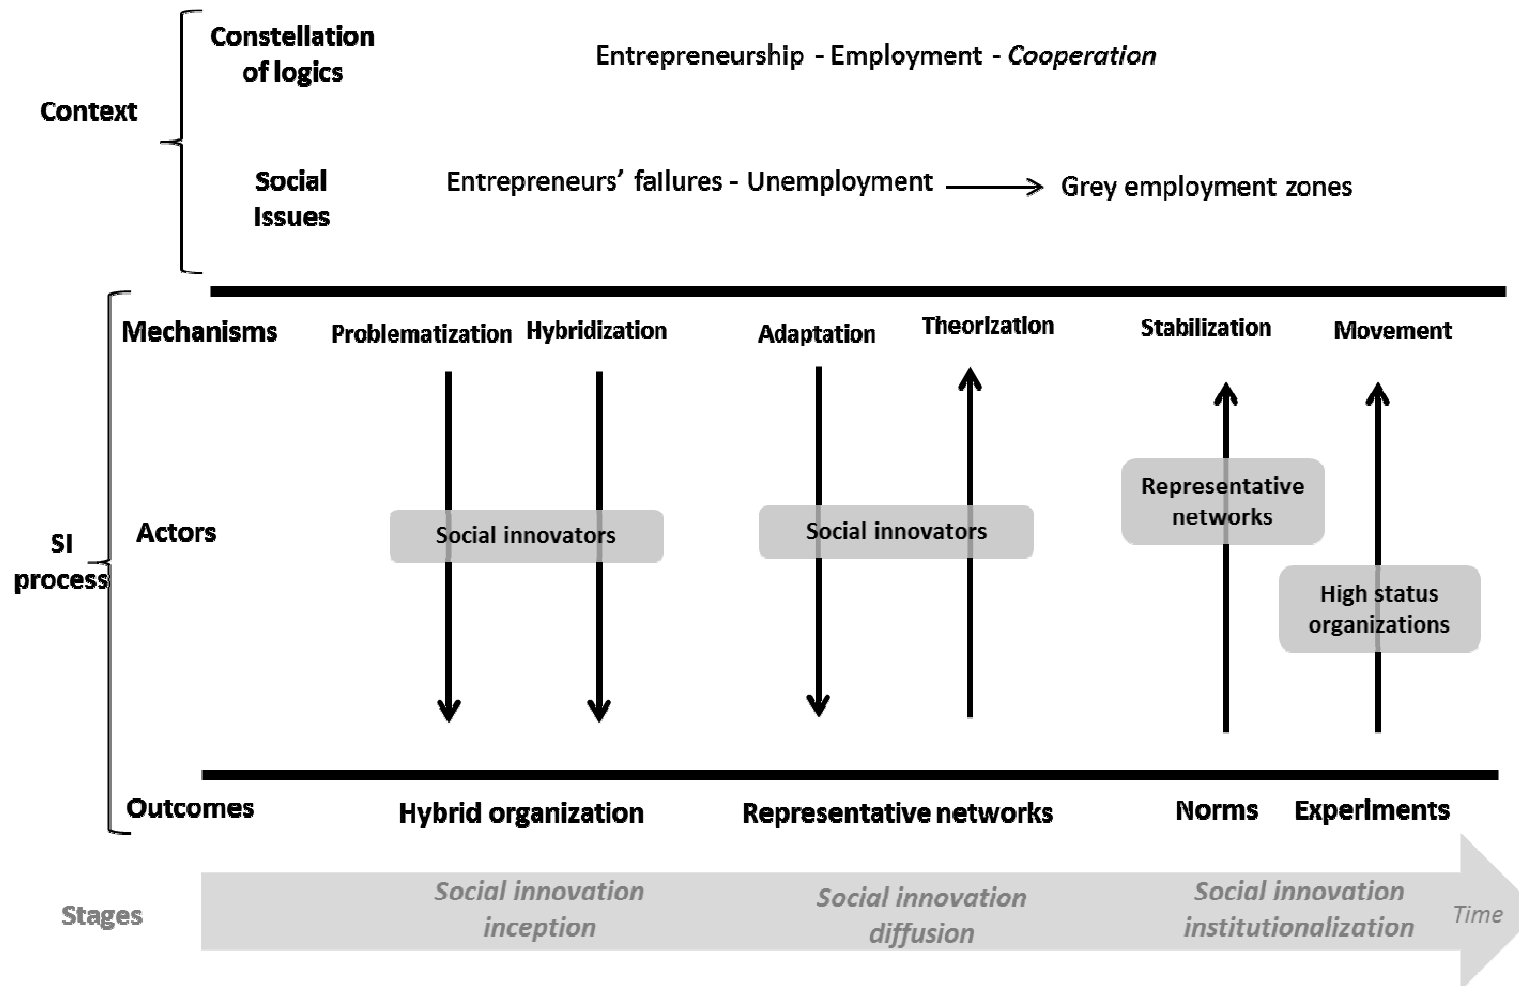 Constellation
of logics
Entrepreneurship - Employment - Cooperation
Context
Social
Issues
Entrepreneurs' failures - Unemployment
Grey employment zones
Mechanisms
Problematization
Hybridization
Adaptation
Theorization
Stabilization
Movement
SI
process
Actors
Social innovators
Social innovators
Representative
networks
High status
organizations
Outcomes
Hybrid organization
Representative networks
Norms
Experiments
Stages
Social innovation
inception
Social innovation
diffusion
Social innovation
institutionalization
Time